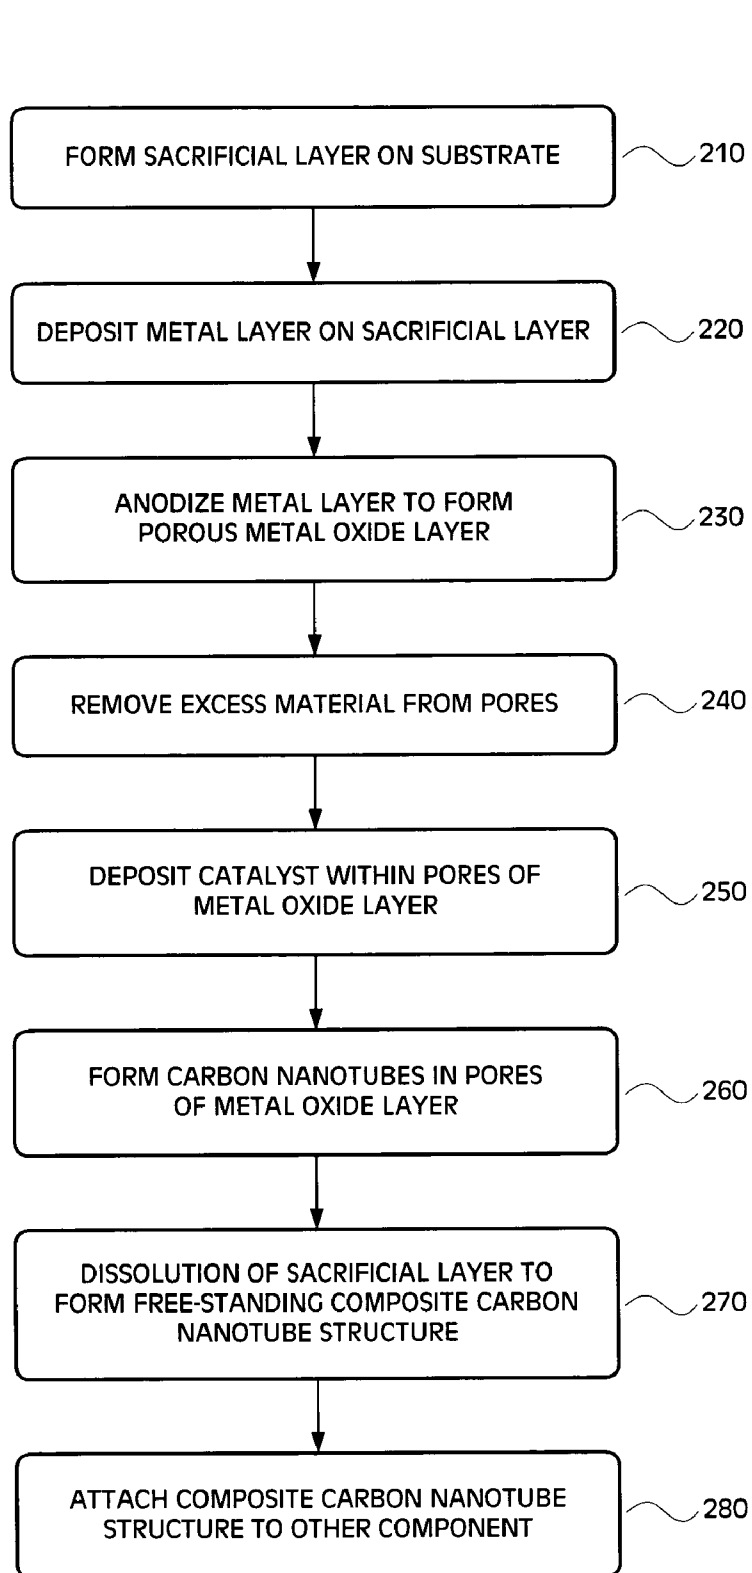 FORM SACRIFICIAL LAYER ON SUBSTRATE
210
DEPOSIT METAL LAYER ON SACRIFICIAL LAYER
220
ANODIZE METAL LAYER TO FORM
POROUS METAL OXIDE LAYER
230
REMOVE EXCESS MATERIAL FROM PORES
240
DEPOSIT CATALYST WITHIN PORES OF
METAL OXIDE LAYER
250
FORM CARBON NANOTUBES IN PORES
OF METAL OXIDE LAYER
260
DISSOLUTION OF SACRIFICIAL LAYER TO
FORM FREE-STANDING COMPOSITE CARBON
NANOTUBE STRUCTURE
270
ATTACH COMPOSITE CARBON NANOTUBE
STRUCTURE TO OTHER COMPONENT
280